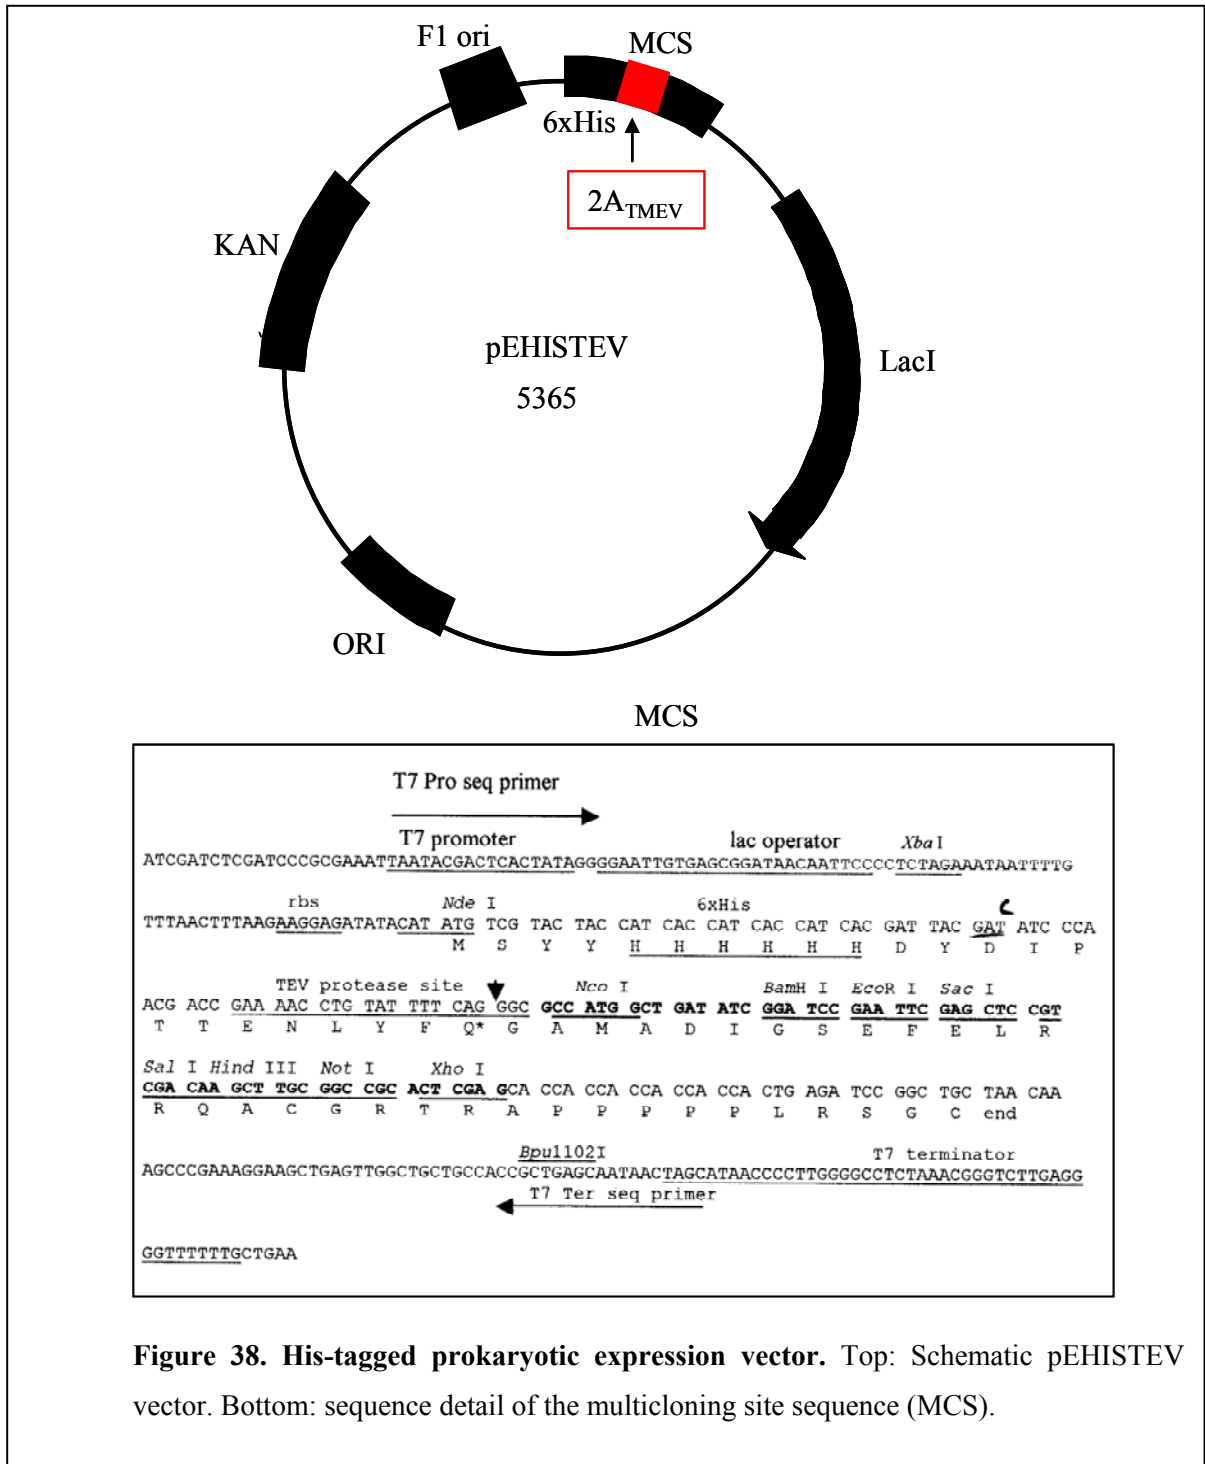 F1 ori
MCS
6xHis
2ATMEV
KAN
LacI
pEHISTEV
5365
ORI
MCS
T7 Pro seq primer
T7 promoter lac operator Xba I
ATCGATCTCGATCCCGCGAAATTAATACGACTCACTATAGGGGAATTGTGAGCGGATAACAATTCCCCTCTAGAAATAATTTTG
rbs Nde I 6xHis C
TTTAACTTTAAGAAGGAGATATACAT ATG TCG TAC TAC CAT CAC CAT CAC CAT CAC GAT TAC GAT ATC CCA
M S Y Y H H H H H H D Y D I P
TEV protease site Nco I BamH I EcoR I Sac I
ACG ACC GAA AAC CTG TAT TTT CAG GGC GCC ATG GCT GAT ATC GGA TCC GAA TTC GAG CTC CGT
T T E N L Y F Q* G A M A D I G S E F E L R
Sal I Hind III Not I Xho I
CGA CAA GCT TGC GGC CGC ACT CGA GCA CCA CCA CCA CCA CCA CTG AGA TCC GGC TGC TAA CAA
R Q A C G R T R A P P P P P L R S G C end
Bpu1102I T7 terminator
AGCCCGAAAGGAAGCTGAGTTGGCTGCTGCCACCGCTGAGCAATAACTAGCATAACCCCTTGGGGCCTCTAAACGGGTCTTGAGG
T7 Ter seq primer
GGTTTTTTGCTGAA
Figure 38. His-tagged prokaryotic expression vector. Top: Schematic pEHISTEV
vector. Bottom: sequence detail of the multicloning site sequence (MCS).